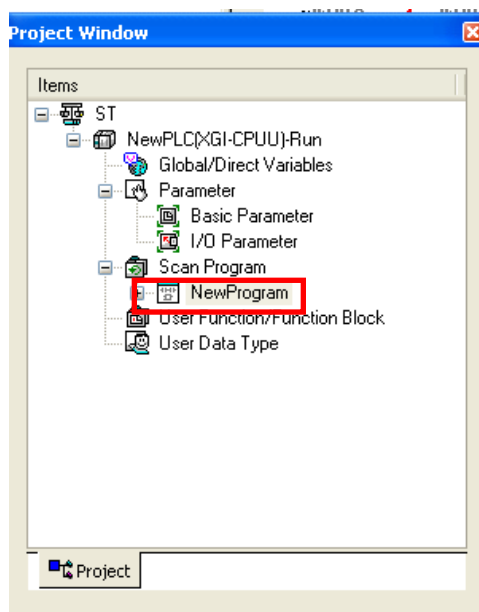 Project Window
Items
ST
NewPLC(XGI-CPUU)-Run
Global/Direct Variables
Parameter
Basic Parameter
I/O Parameter
Scan Program
NewProgram
User Function/Function Block
User Data Type
Project